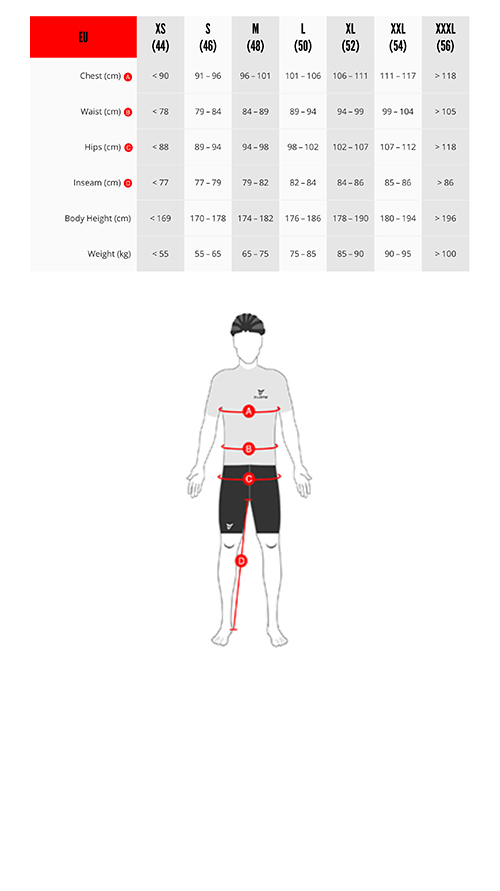 EU XS S M L XL XXL XXXL
(44) (46) (48) (50) (52) (54) (56)
Chest (cm) A < 90 91 – 96 96 – 101 101 – 106 106 – 111 111 – 117 > 118
Waist (cm) B < 78 79 – 84 84 – 89 89 – 94 94 – 99 99 – 104 > 105
Hips (cm) C < 88 89 – 94 94 – 98 98 – 102 102 – 107 107 – 112 > 118
Inseam (cm) D < 77 77 – 79 79 – 82 82 – 84 84 – 86 85 – 86 > 86
Body Height (cm) < 169 170 – 178 174 – 182 176 – 186 178 – 190 180 – 194 > 196
Weight (kg) < 55 55 – 65 65 – 75 75 – 85 85 – 90 90 – 95 > 100
A
B
C
D